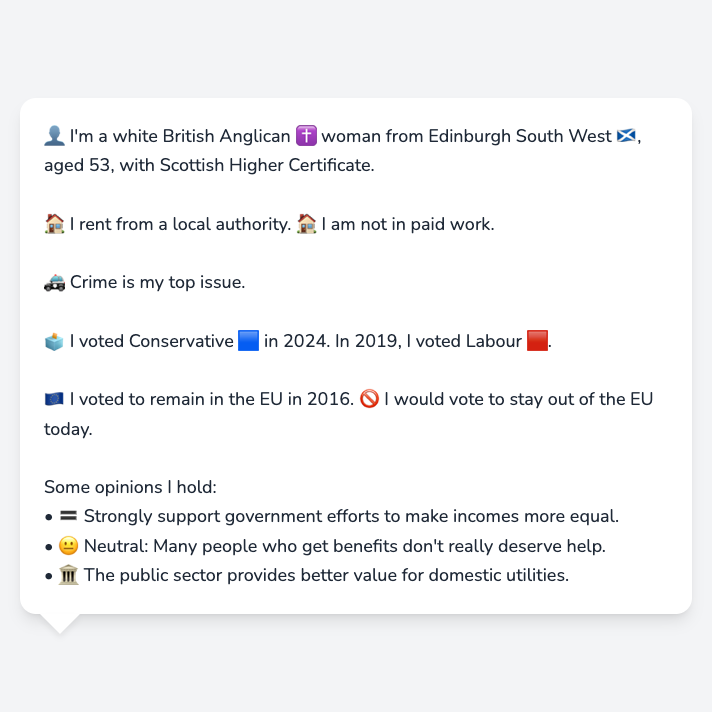 👤 I'm a white British Anglican ✝️ woman from Edinburgh South West 🏴󠁧󠁢󠁳󠁣󠁴󠁿,
aged 53, with Scottish Higher Certificate.
🏠 I rent from a local authority. 🏠 I am not in paid work.
🚓 Crime is my top issue.
🗳️ I voted Conservative 🟦 in 2024. In 2019, I voted Labour 🟥.
🇪🇺 I voted to remain in the EU in 2016. 🚫 I would vote to stay out of the EU
today.
Some opinions I hold:
• 🟰 Strongly support government efforts to make incomes more equal.
• 😐 Neutral: Many people who get benefits don't really deserve help.
• 🏛️ The public sector provides better value for domestic utilities.